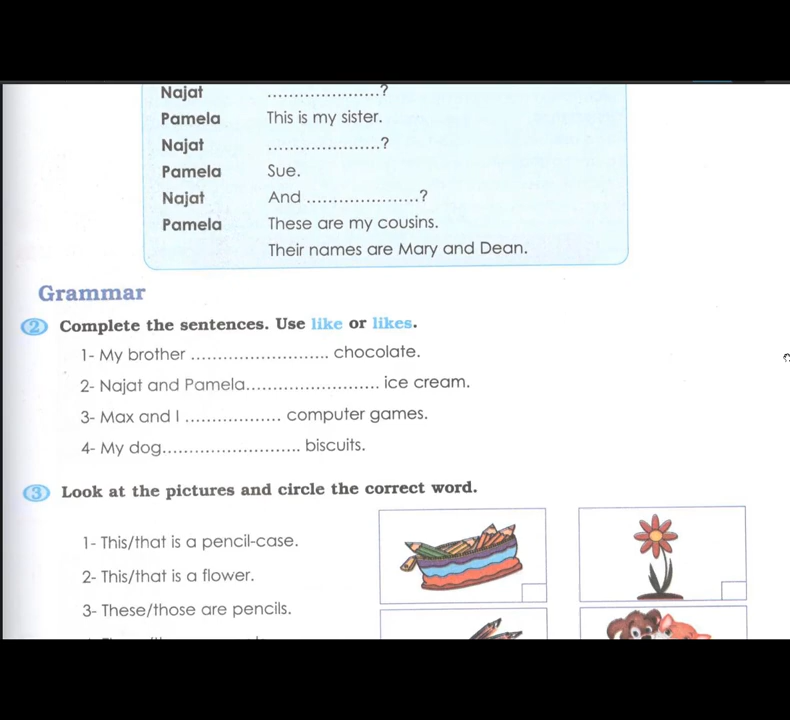 Najat ......................?
Pamela This is my sister.
Najat ......................?
Pamela Sue.
Najat And ......................?
Pamela These are my cousins.
Their names are Mary and Dean.
Grammar
2 Complete the sentences. Use like or likes.
1- My brother .......................... chocolate.
2- Najat and Pamela......................... ice cream.
3- Max and I .................. computer games.
4- My dog.......................... biscuits.
3 Look at the pictures and circle the correct word.
1- This/that is a pencil-case.
2- This/that is a flower.
3- These/those are pencils.